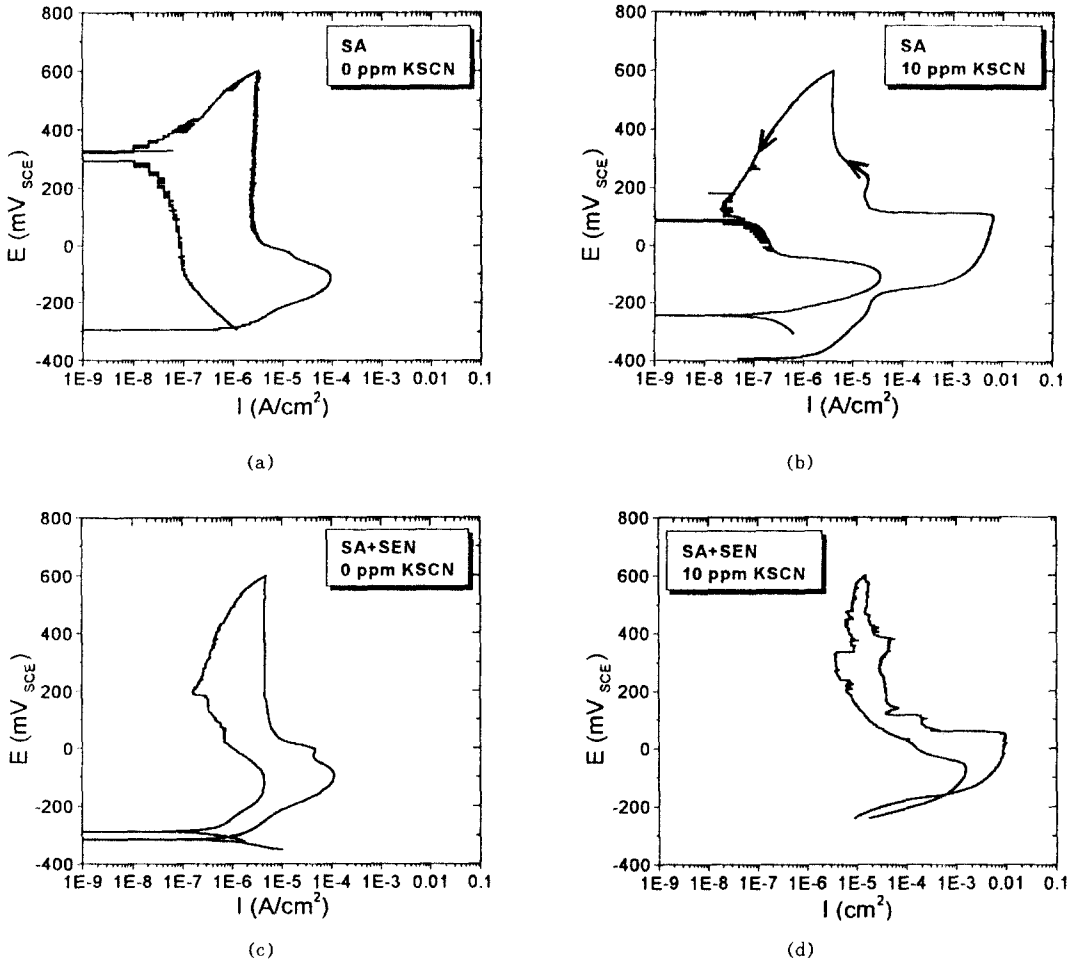 800
600
400
200
0
-200
-400
E (mV SCE)
SA
0 ppm KSCN
1E-9 1E-8 1E-7 1E-6 1E-5 1E-4 1E-3 0.01 0.1
I (A/cm2)
(a)
800
600
400
200
0
-200
-400
E (mV SCE)
SA
10 ppm KSCN
1E-9 1E-8 1E-7 1E-6 1E-5 1E-4 1E-3 0.01 0.1
I (A/cm2)
(b)
800
600
400
200
0
-200
-400
E (mV SCE)
SA+SEN
0 ppm KSCN
1E-9 1E-8 1E-7 1E-6 1E-5 1E-4 1E-3 0.01 0.1
I (A/cm2)
(c)
800
600
400
200
0
-200
-400
E (mV SCE)
SA+SEN
10 ppm KSCN
1E-9 1E-8 1E-7 1E-6 1E-5 1E-4 1E-3 0.01 0.1
I (cm2)
(d)